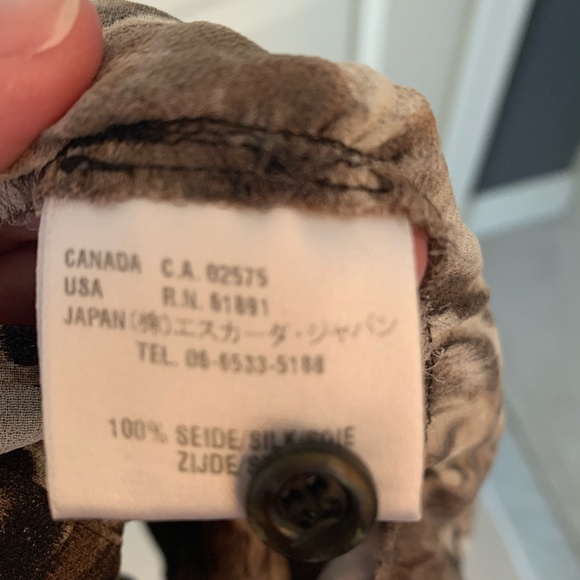 CANADA C.A. 02575
USA R.N. 61891
JAPAN (株)エスカーダ・ジャパン
TEL. 06-6533-5188
100% SEIDE/SILK/SOIE
ZIJDE/